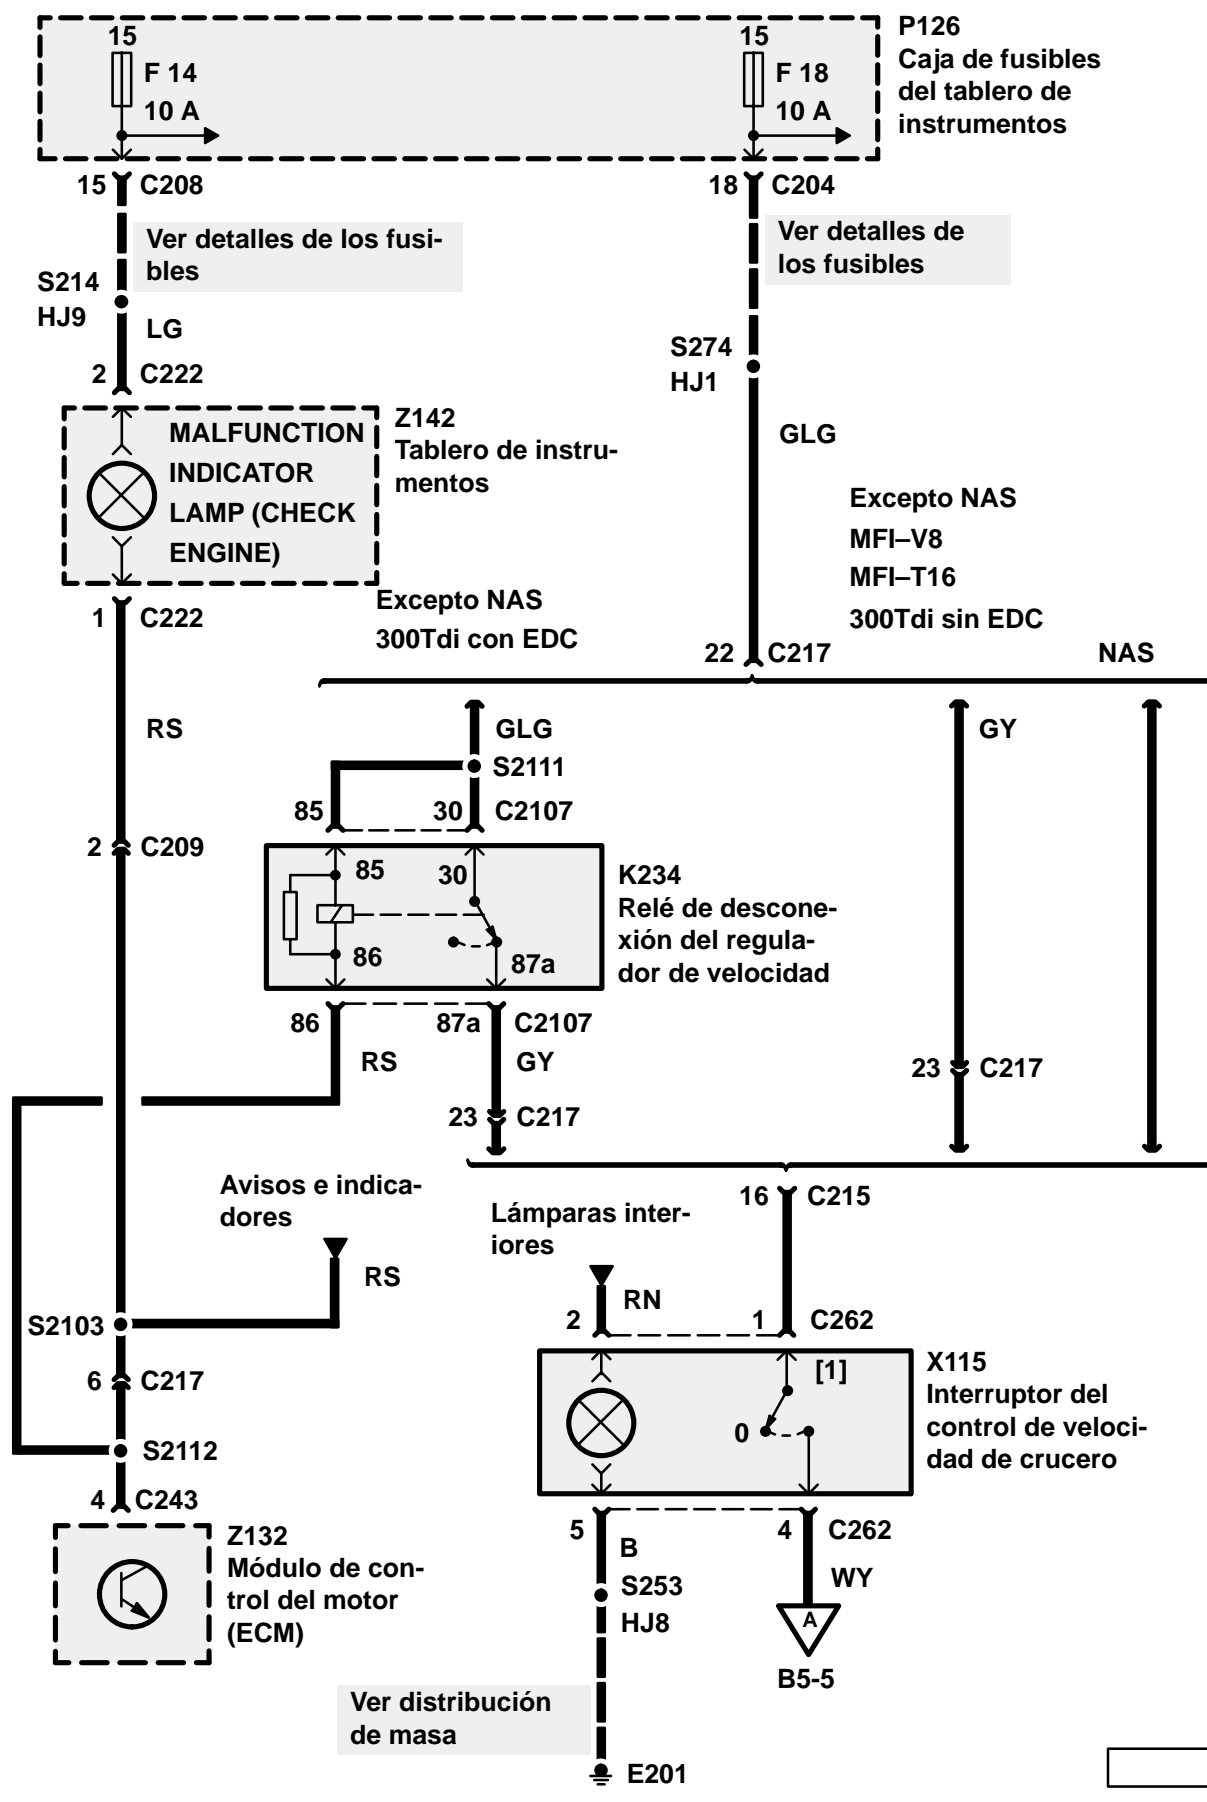 P126
Caja de fusibles
del tablero de
instrumentos
15
F 14
10 A
15
F 18
10 A
15
C208
18
C204
Ver detalles de los fusi-
bles
Ver detalles de
los fusibles
S214
HJ9
LG
2
C222
S274
HJ1
GLG
MALFUNCTION
INDICATOR
LAMP (CHECK
ENGINE)
Z142
Tablero de instru-
mentos
1
C222
Excepto NAS
300Tdi con EDC
Excepto NAS
MFI–V8
MFI–T16
300Tdi sin EDC
22
C217
NAS
RS
GLG
S2111
GY
85
30
C2107
2
C209
85
30
86
87a
K234
Relé de descone-
xión del regula-
dor de velocidad
86
87a
C2107
RS
GY
23
C217
23
C217
Avisos e indica-
dores
RS
Lámparas inter-
iores
RN
16
C215
S2103
2
1
C262
6
C217
[1]
0
X115
Interruptor del
control de veloci-
dad de crucero
S2112
4
C243
Z132
Módulo de con-
trol del motor
(ECM)
5
4
C262
B
S253
HJ8
WY
A
B5-5
Ver distribución
de masa
E201